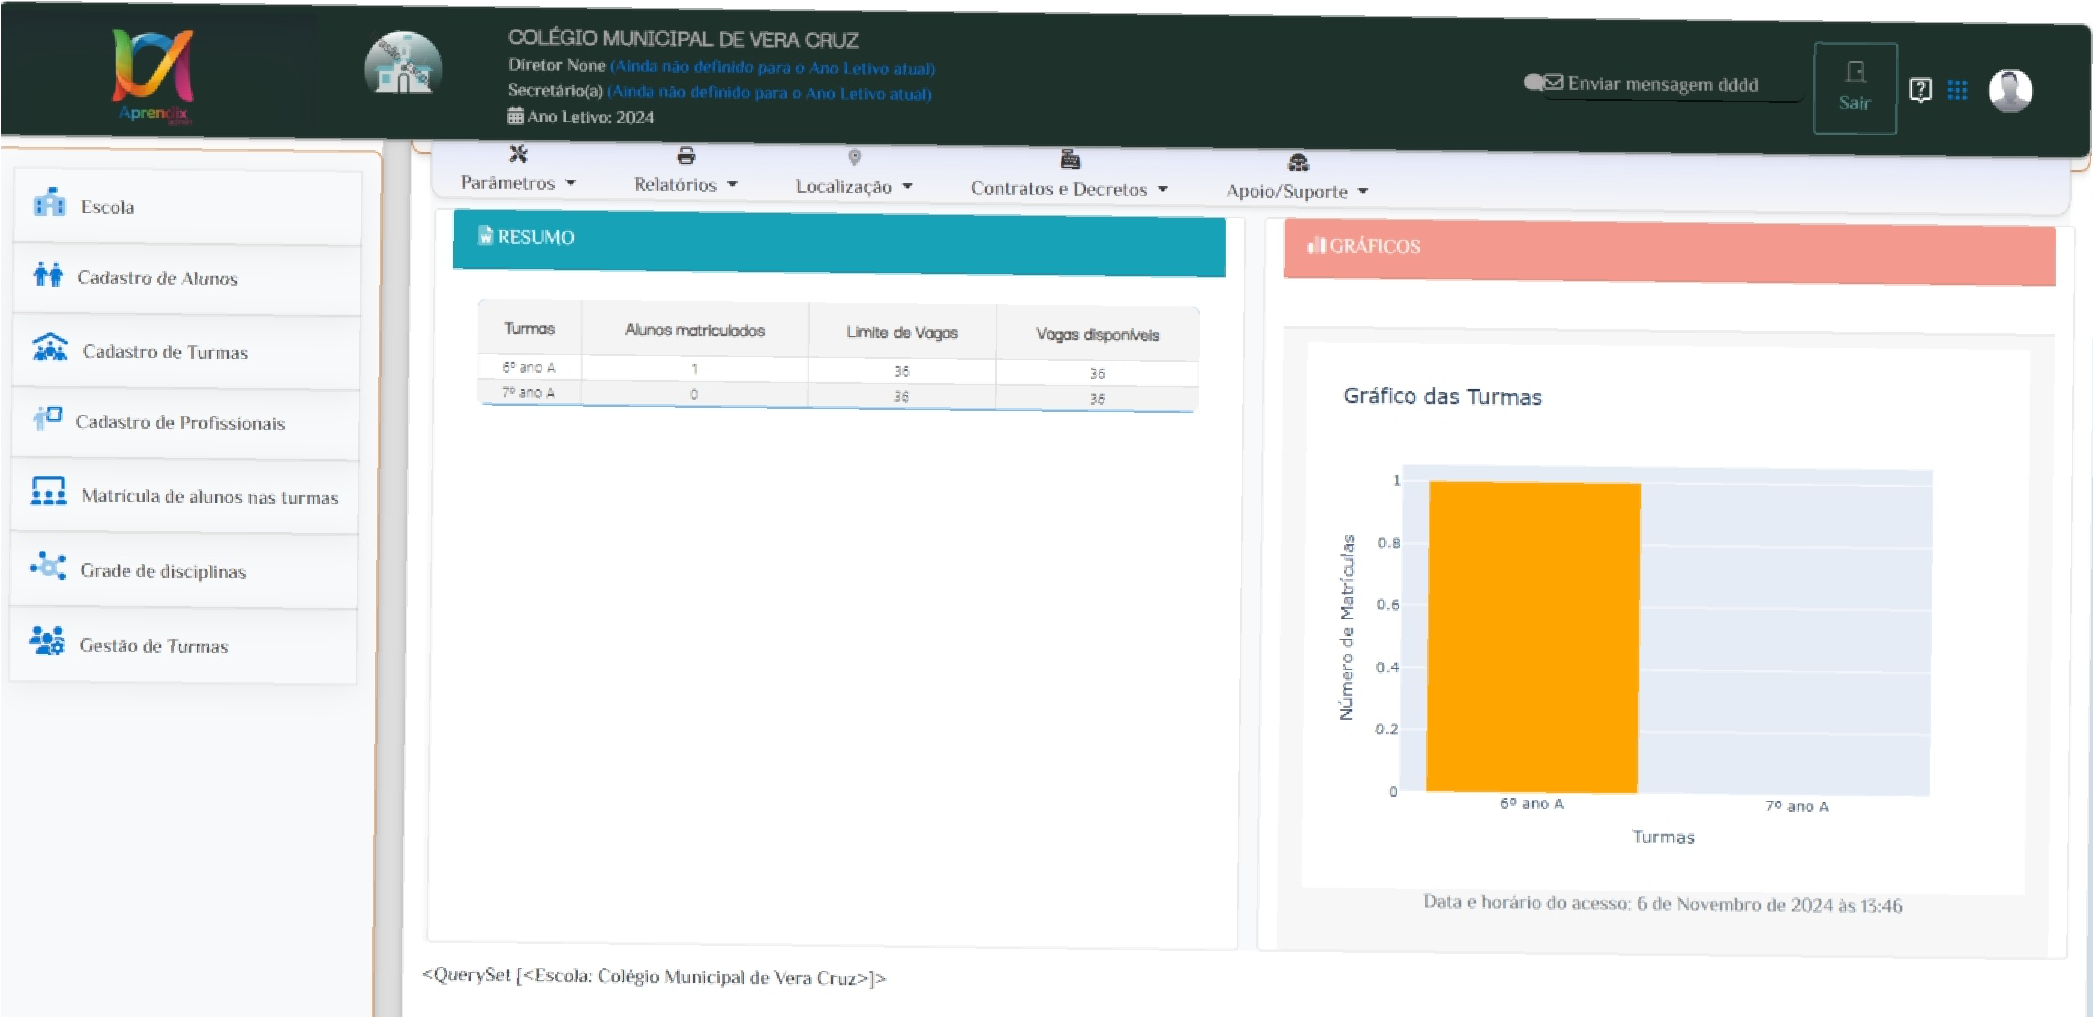 Aprendix
admin
COLÉGIO MUNICIPAL DE VERA CRUZ
Diretor None (Ainda não definido para o Ano Letivo atual)
Secretário(a) (Ainda não definido para o Ano Letivo atual)
Ano Letivo: 2024
Enviar mensagem dddd
Sair
Escola
Cadastro de Alunos
Cadastro de Turmas
Cadastro de Profissionais
Matrícula de alunos nas turmas
Grade de disciplinas
Gestão de Turmas
Parâmetros
Relatórios
Localização
Contratos e Decretos
Apoio/Suporte
RESUMO
Turmas Alunos matriculados Limite de Vagas Vagas disponíveis
6º ano A 1 36 36
7º ano A 0 36 36
GRÁFICOS
Gráfico das Turmas
Número de Matrículas
1
0.8
0.6
0.4
0.2
0
6º ano A 7º ano A
Turmas
Data e horário do acesso: 6 de Novembro de 2024 às 13:46
<QuerySet [<Escola: Colégio Municipal de Vera Cruz>]>